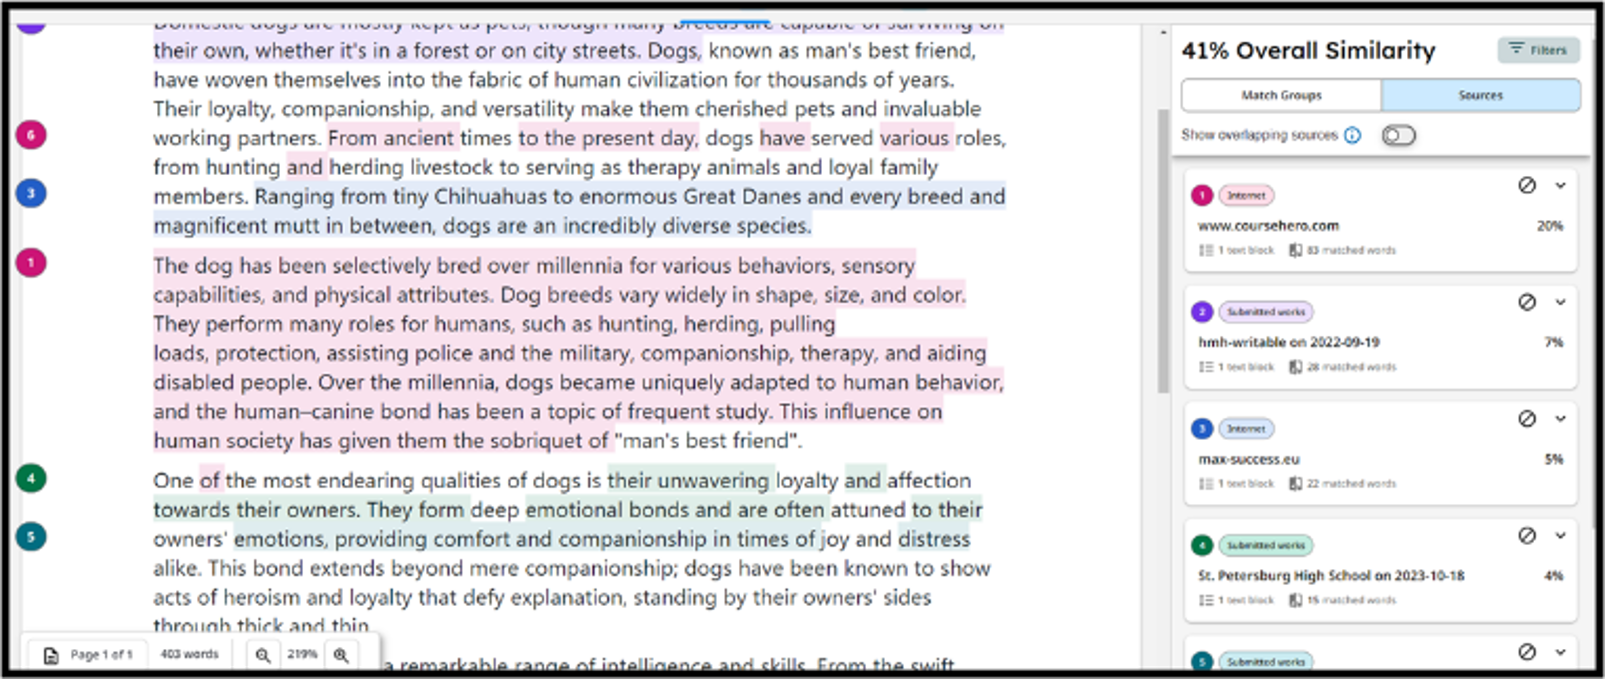 Domestic dogs are mostly kept as pets, though many breeds are capable of surviving on
their own, whether it's in a forest or on city streets. Dogs, known as man's best friend,
have woven themselves into the fabric of human civilization for thousands of years.
Their loyalty, companionship, and versatility make them cherished pets and invaluable
6
working partners. From ancient times to the present day, dogs have served various roles,
from hunting and herding livestock to serving as therapy animals and loyal family
3
members. Ranging from tiny Chihuahuas to enormous Great Danes and every breed and
magnificent mutt in between, dogs are an incredibly diverse species.
1
The dog has been selectively bred over millennia for various behaviors, sensory
capabilities, and physical attributes. Dog breeds vary widely in shape, size, and color.
They perform many roles for humans, such as hunting, herding, pulling
loads, protection, assisting police and the military, companionship, therapy, and aiding
disabled people. Over the millennia, dogs became uniquely adapted to human behavior,
and the human–canine bond has been a topic of frequent study. This influence on
human society has given them the sobriquet of "man's best friend".
4
One of the most endearing qualities of dogs is their unwavering loyalty and affection
towards their owners. They form deep emotional bonds and are often attuned to their
5
owners' emotions, providing comfort and companionship in times of joy and distress
alike. This bond extends beyond mere companionship; dogs have been known to show
acts of heroism and loyalty that defy explanation, standing by their owners' sides
through thick and thin.
a remarkable range of intelligence and skills. From the swift
Page 1 of 1 403 words 219%
41% Overall Similarity
Filters
Match Groups
Sources
Show overlapping sources
1 Internet
www.coursehero.com 20%
1 text block 83 matched words
2 Submitted works
hmh-writable on 2022-09-19 7%
1 text block 28 matched words
3 Internet
max-success.eu 5%
1 text block 22 matched words
4 Submitted works
St. Petersburg High School on 2023-10-18 4%
1 text block 15 matched words
5 Submitted works